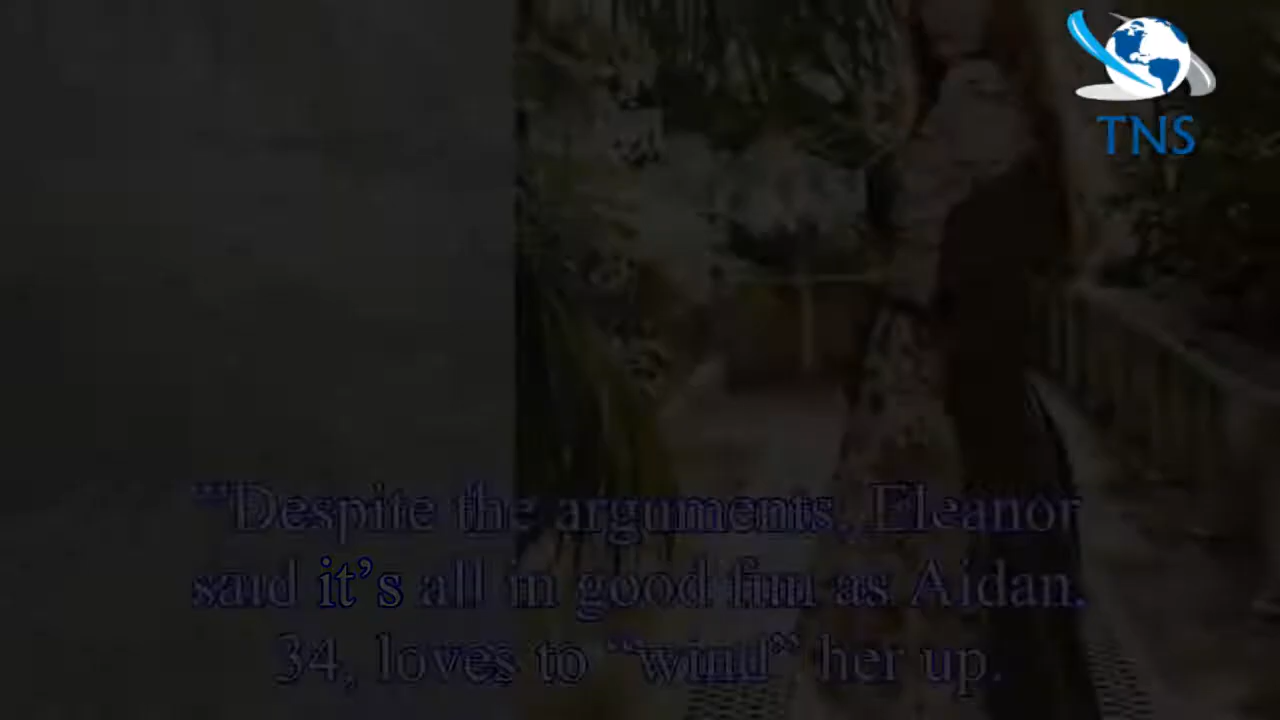 TNS
"'Despite the arguments, Eleanor
said it’s all in good fun as Aidan,
34, loves to “wind” her up.